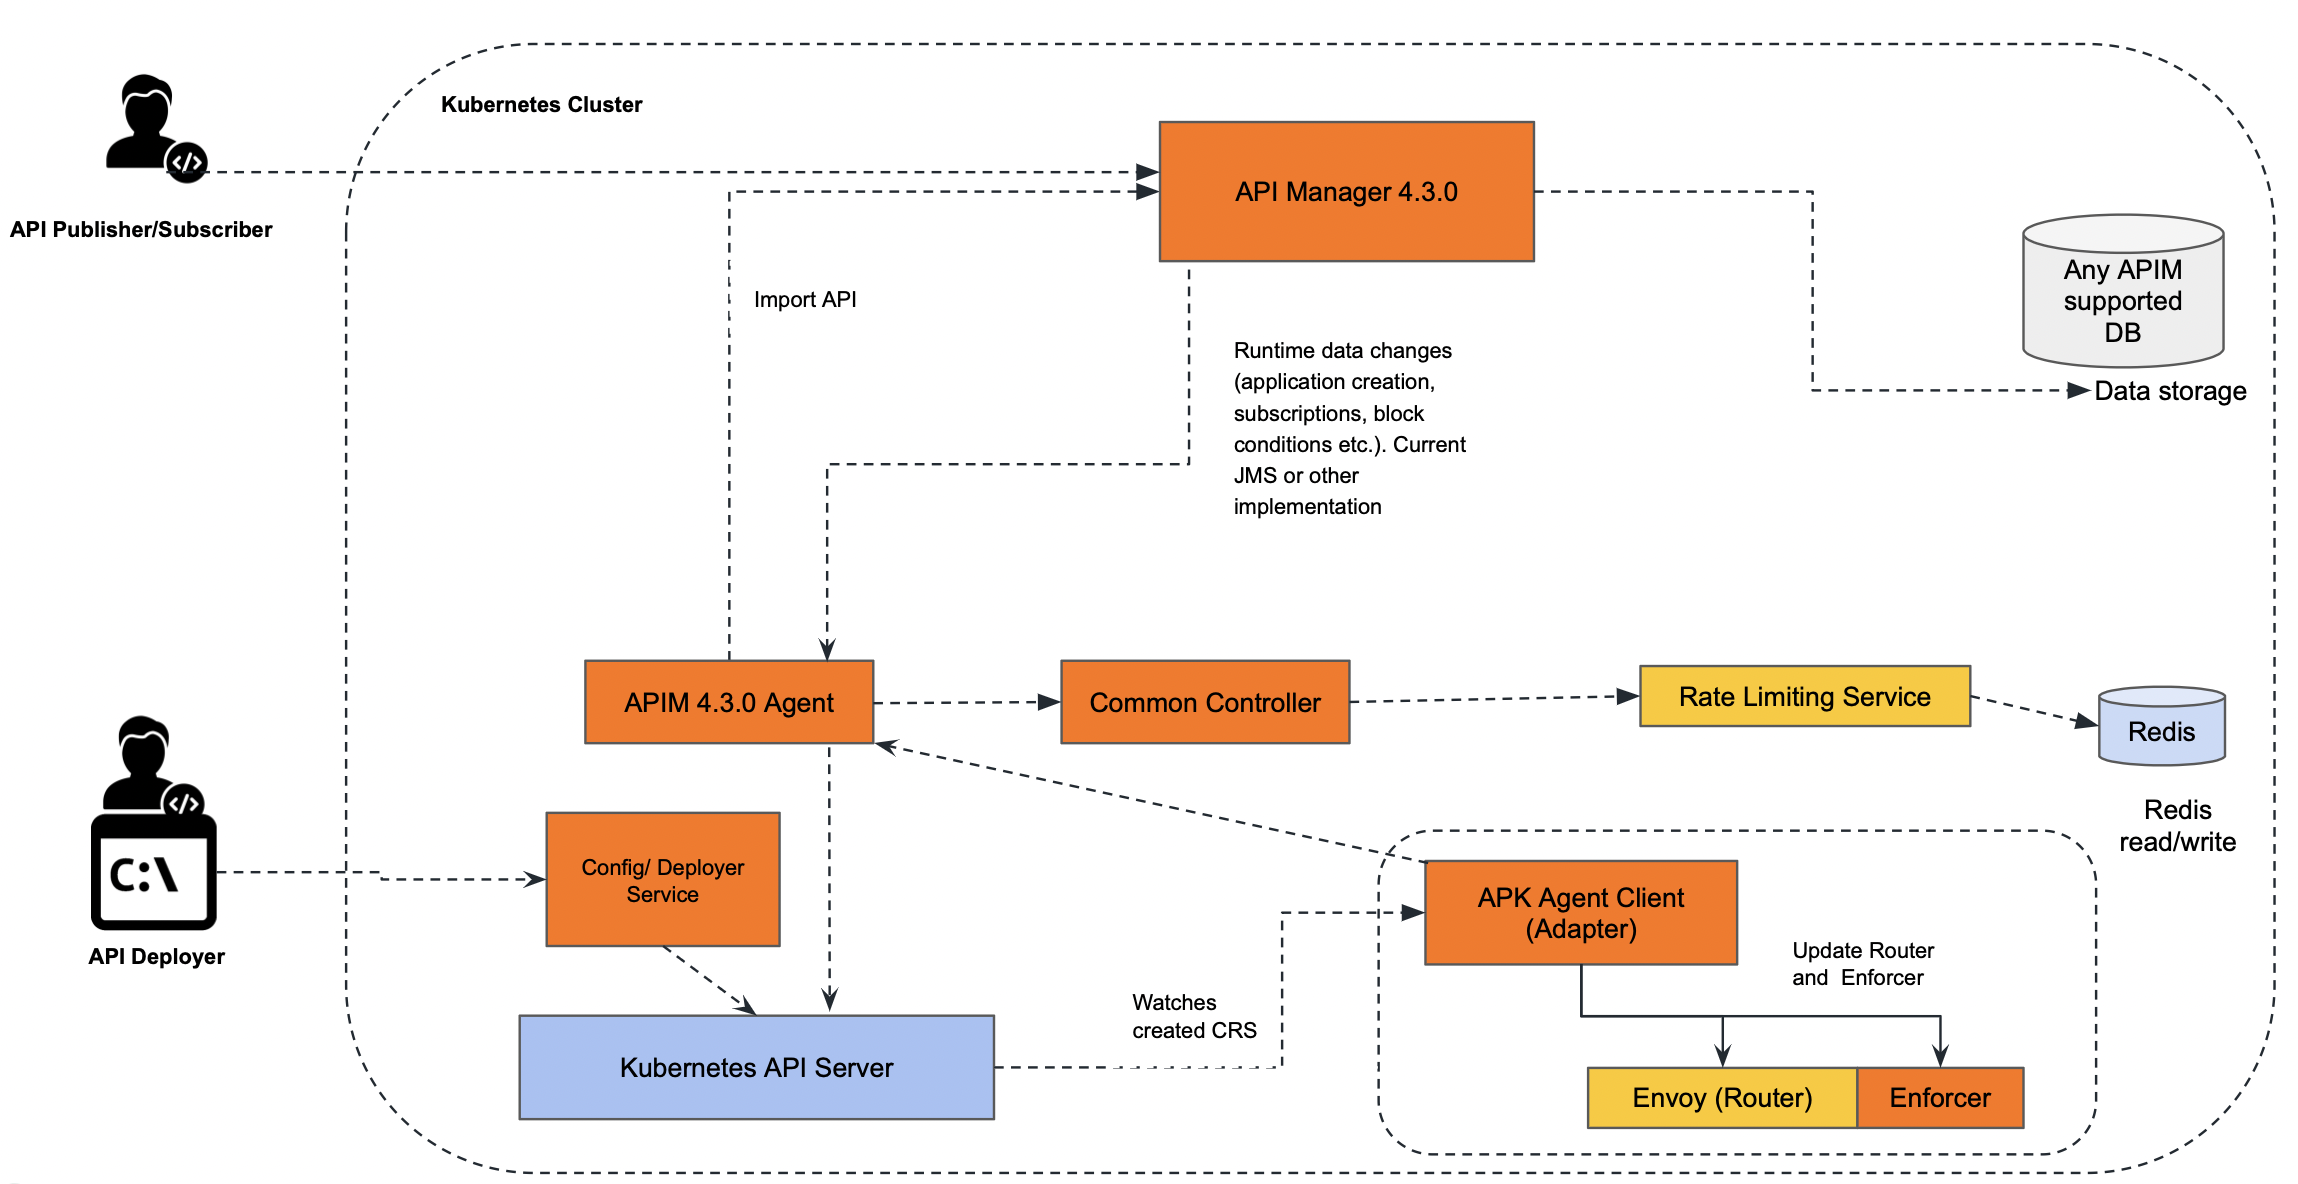 Kubernetes Cluster
API Publisher/Subscriber
API Manager 4.3.0
Any APIM
supported
DB
Data storage
Import API
Runtime data changes
(application creation,
subscriptions, block
conditions etc.). Current
JMS or other
implementation
APIM 4.3.0 Agent
Common Controller
Rate Limiting Service
Redis
Redis
read/write
C:\
API Deployer
Config/ Deployer
Service
Kubernetes API Server
Watches
created CRS
APK Agent Client
(Adapter)
Update Router
and  Enforcer
Envoy (Router)
Enforcer